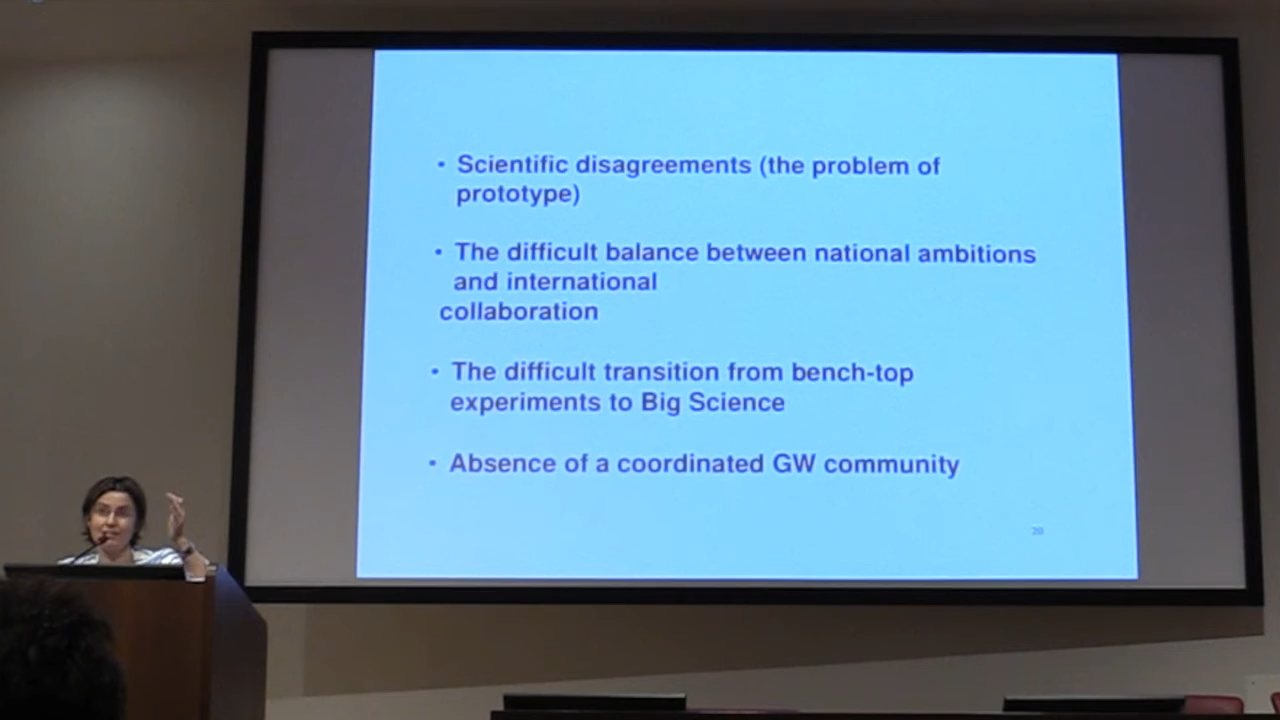 • Scientific disagreements (the problem of
prototype)
• The difficult balance between national ambitions
and international
collaboration
• The difficult transition from bench-top
experiments to Big Science
• Absence of a coordinated GW community
20